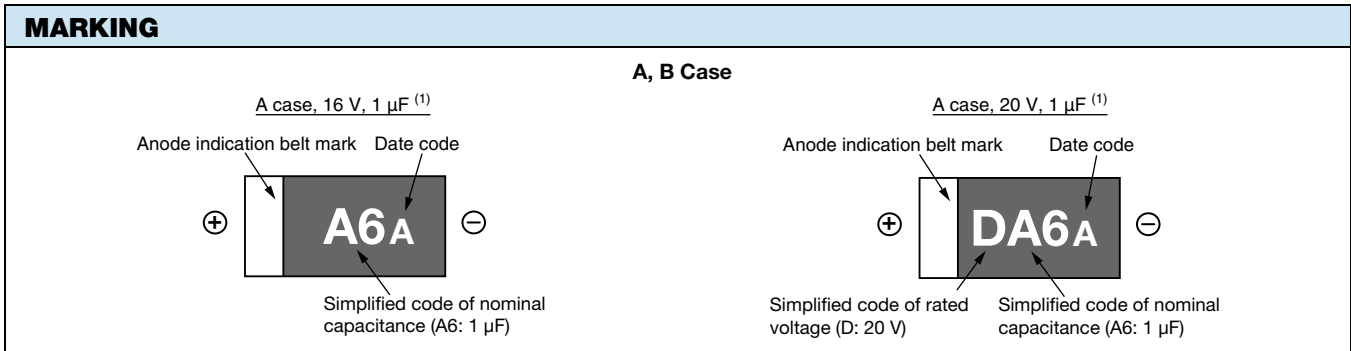 MARKING
A, B Case
A case, 16 V, 1 µF (1)
Anode indication belt mark Date code
⊕ A6A ⊖
Simplified code of nominal
capacitance (A6: 1 µF)
A case, 20 V, 1 µF (1)
Anode indication belt mark Date code
⊕ DA6A ⊖
Simplified code of rated
voltage (D: 20 V)
Simplified code of nominal
capacitance (A6: 1 µF)